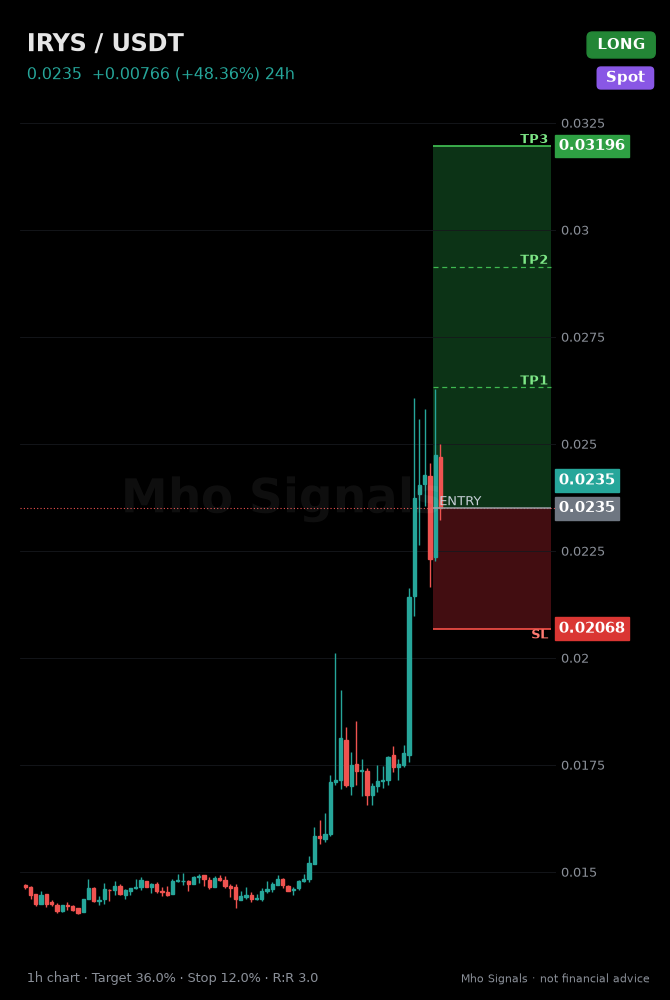 IRYS / USDT
LONG
0.0235 +0.00766 (+48.36%) 24h
Spot
0.0325
TP3
0.03196
0.03
TP2
0.0275
TP1
0.025
0.0235
Mho Signals
ENTRY
0.0235
0.0225
0.02068
SL
0.02
0.0175
0.015
1h chart · Target 36.0% · Stop 12.0% · R:R 3.0
Mho Signals · not financial advice